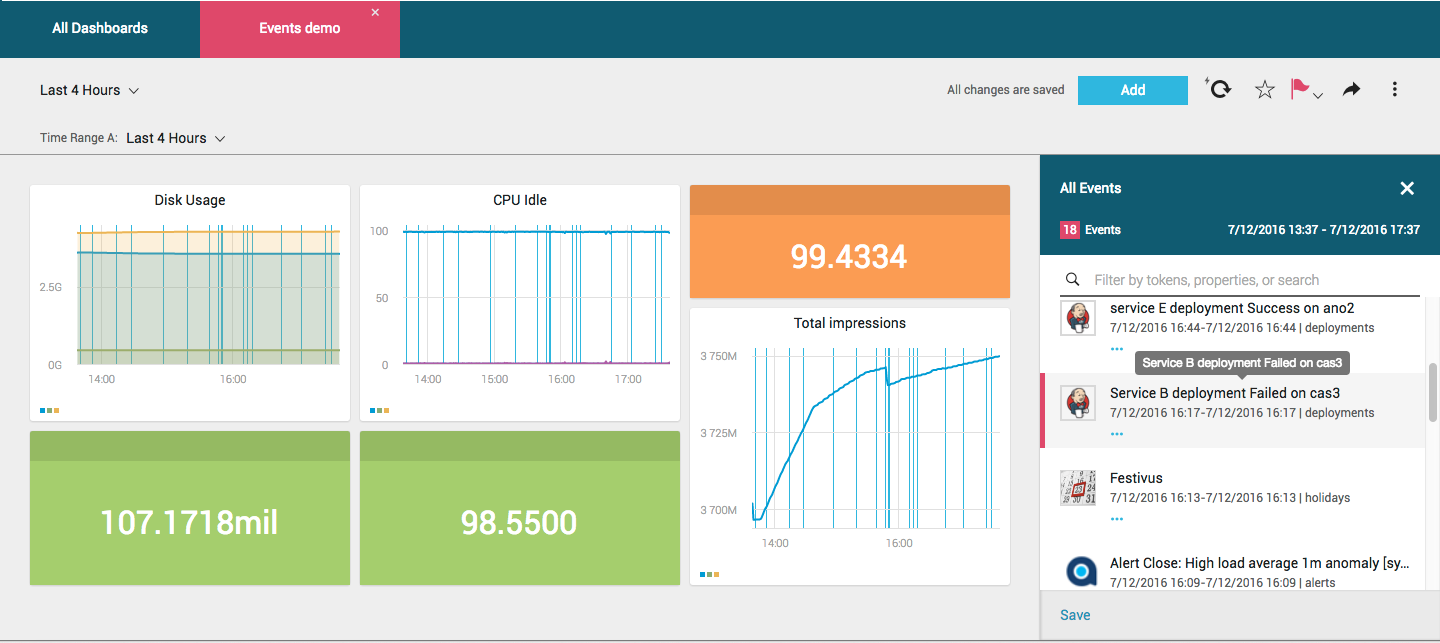 All Dashboards
Events demo
Last 4 Hours
All changes are saved
Add
Time Range A: Last 4 Hours
Disk Usage
2.5G
0G
14:00 16:00
CPU Idle
100
50
0
14:00 15:00 16:00 17:00
99.4334
Total impressions
3 750M
3 725M
3 700M
14:00 16:00
107.1718mil
98.5500
All Events
18 Events 7/12/2016 13:37 - 7/12/2016 17:37
Filter by tokens, properties, or search
service E deployment Success on ano2
7/12/2016 16:44-7/12/2016 16:44 | deployments
Service B deployment Failed on cas3
Service B deployment Failed on cas3
7/12/2016 16:17-7/12/2016 16:17 | deployments
Festivus
7/12/2016 16:13-7/12/2016 16:13 | holidays
Alert Close: High load average 1m anomaly [sy...
7/12/2016 16:09-7/12/2016 16:09 | alerts
Save